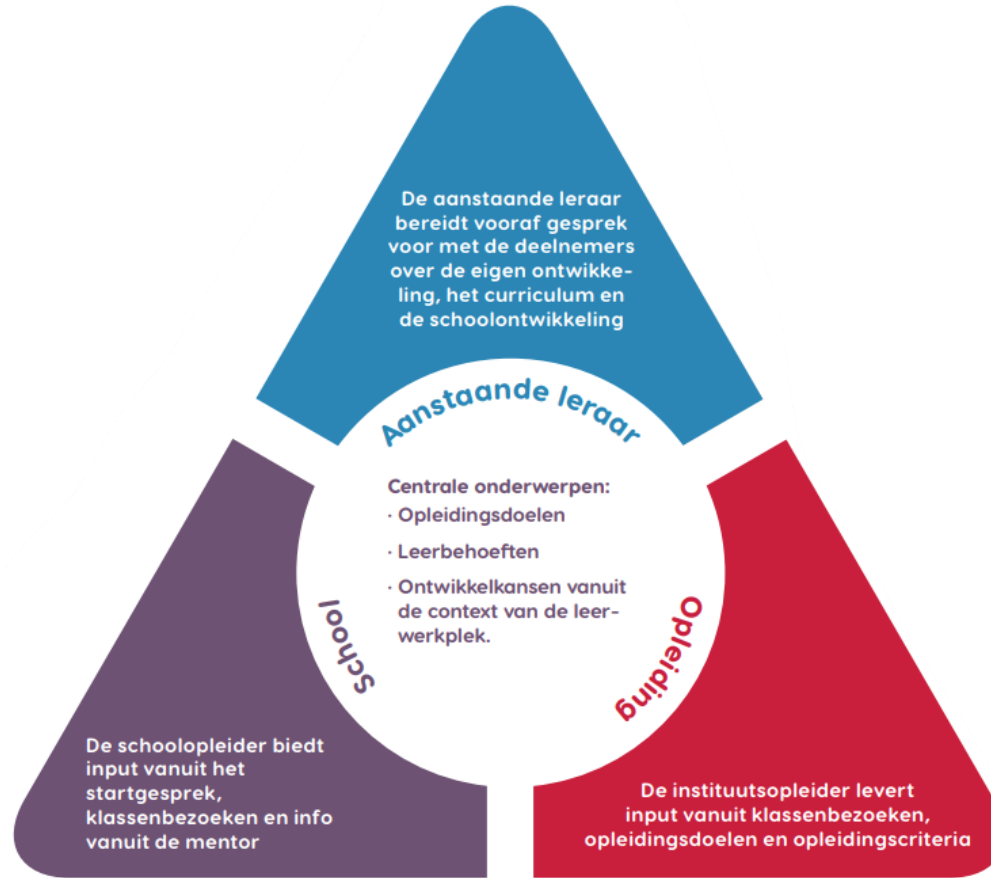 De aanstaande leraar
bereidt vooraf gesprek
voor met de deelnemers
over de eigen ontwikke-
ling, het curriculum en
de schoolontwikkeling
Aanstaande leraar
Centrale onderwerpen:
· Opleidingsdoelen
· Leerbehoeften
· Ontwikkelkansen vanuit
de context van de leer-
werkplek.
School
Opleiding
De schoolopleider biedt
input vanuit het
startgesprek,
klassenbezoeken en info
vanuit de mentor
De instituutsopleider levert
input vanuit klassenbezoeken,
opleidingsdoelen en opleidingscriteria